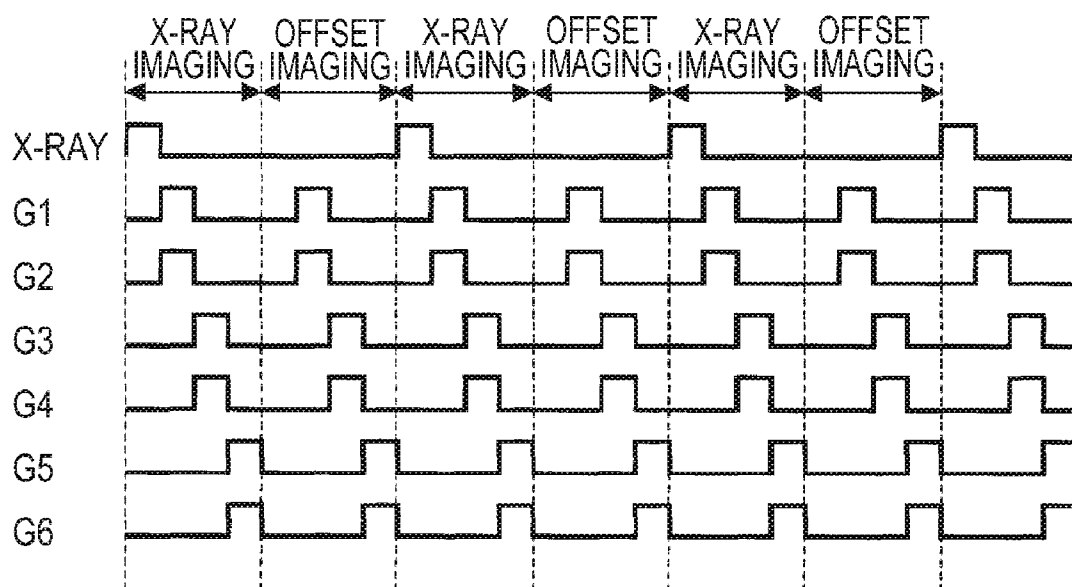 X-RAY IMAGING
OFFSET IMAGING
X-RAY IMAGING
OFFSET IMAGING
X-RAY IMAGING
OFFSET IMAGING
X-RAY
G1
G2
G3
G4
G5
G6